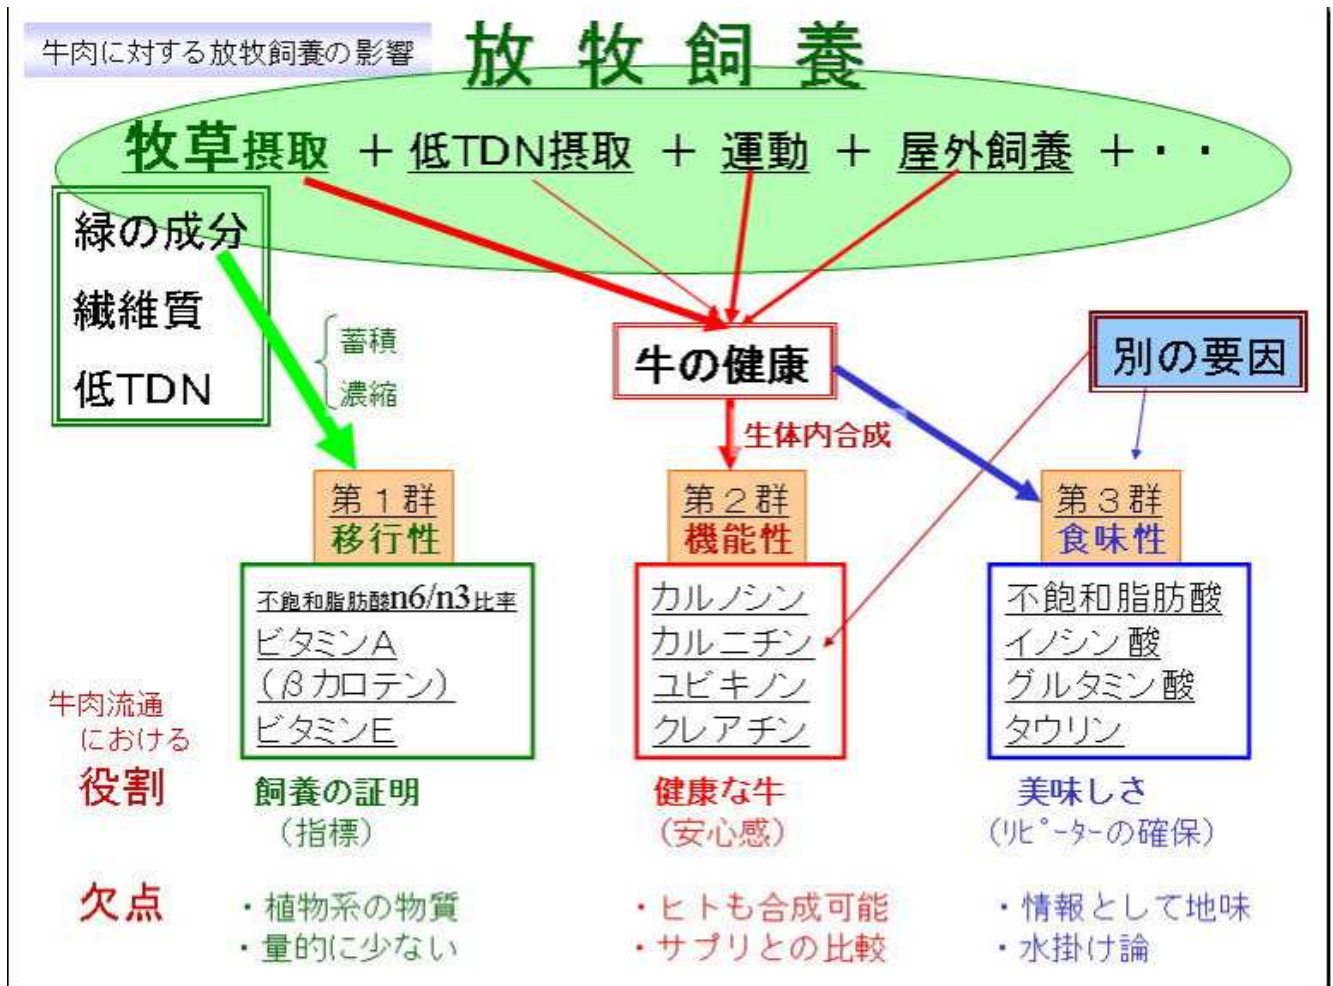 牛肉に対する放牧飼養の影響
放牧飼養
牧草摂取 ＋ 低TDN摂取 ＋ 運動 ＋ 屋外飼養 ＋・・
緑の成分
繊維質
低TDN
蓄積
濃縮
牛の健康
別の要因
生体内合成
第１群
移行性
第２群
機能性
第３群
食味性
不飽和脂肪酸n6/n3比率
ビタミンA
（βカロテン）
ビタミンE
カルノシン
カルニチン
ユビキノン
クレアチン
不飽和脂肪酸
イノシン酸
グルタミン酸
タウリン
牛肉流通
における
役割
飼養の証明
（指標）
健康な牛
（安心感）
美味しさ
（ﾘﾋﾟｰﾀｰの確保）
欠点
・植物系の物質
・量的に少ない
・ヒトも合成可能
・サプリとの比較
・情報として地味
・水掛け論